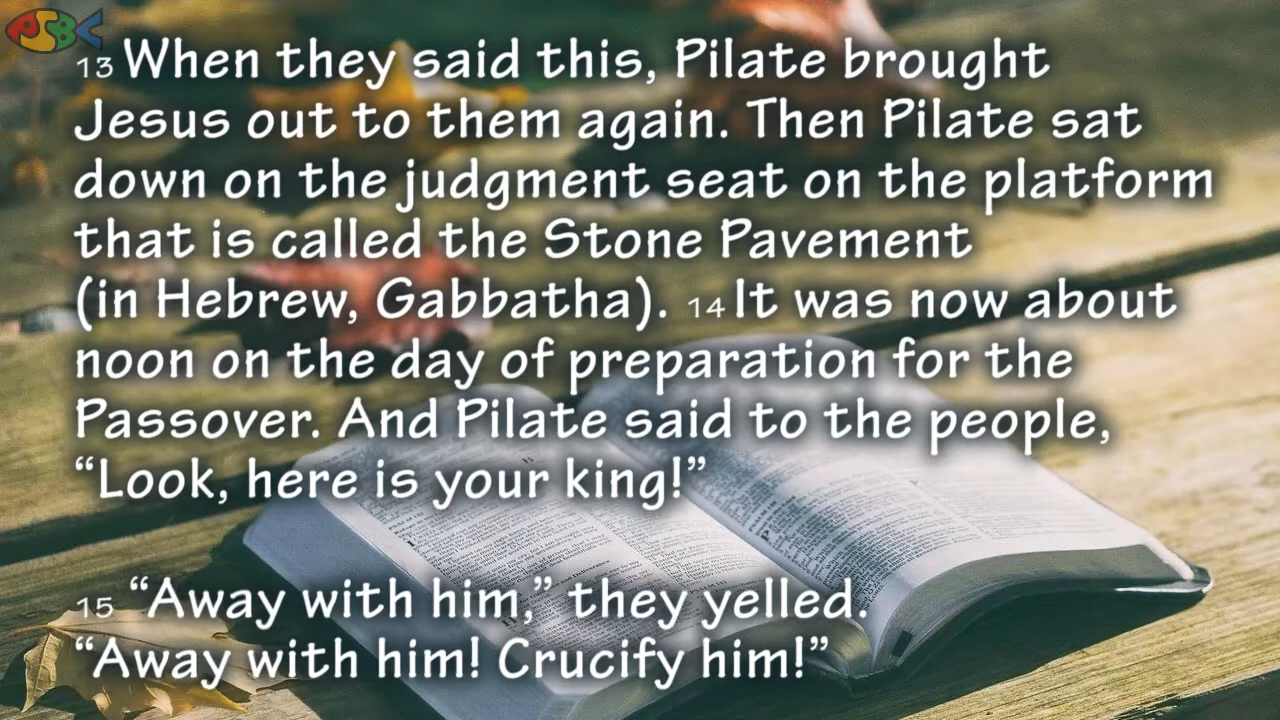 PSBC
13 When they said this, Pilate brought
Jesus out to them again. Then Pilate sat
down on the judgment seat on the platform
that is called the Stone Pavement
(in Hebrew, Gabbatha). 14 It was now about
noon on the day of preparation for the
Passover. And Pilate said to the people,
“Look, here is your king!”
15 “Away with him,” they yelled.
“Away with him! Crucify him!”